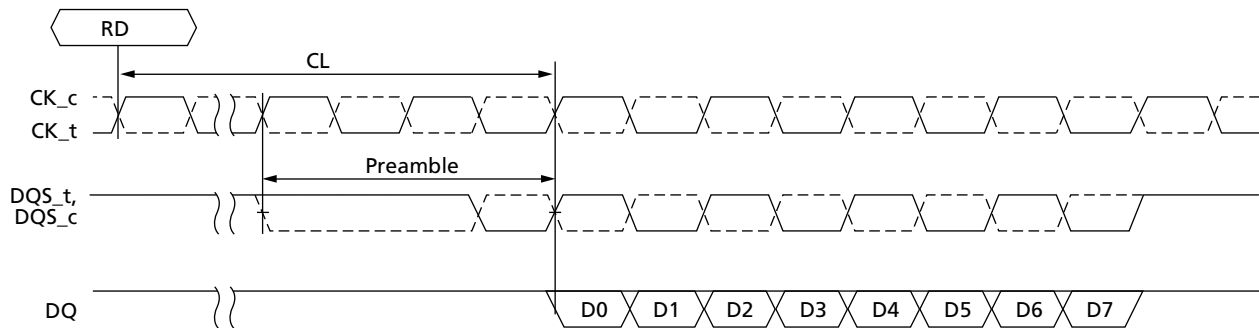 RD
CL
CK_c
CK_t
Preamble
DQS_t,
DQS_c
DQ D0 D1 D2 D3 D4 D5 D6 D7